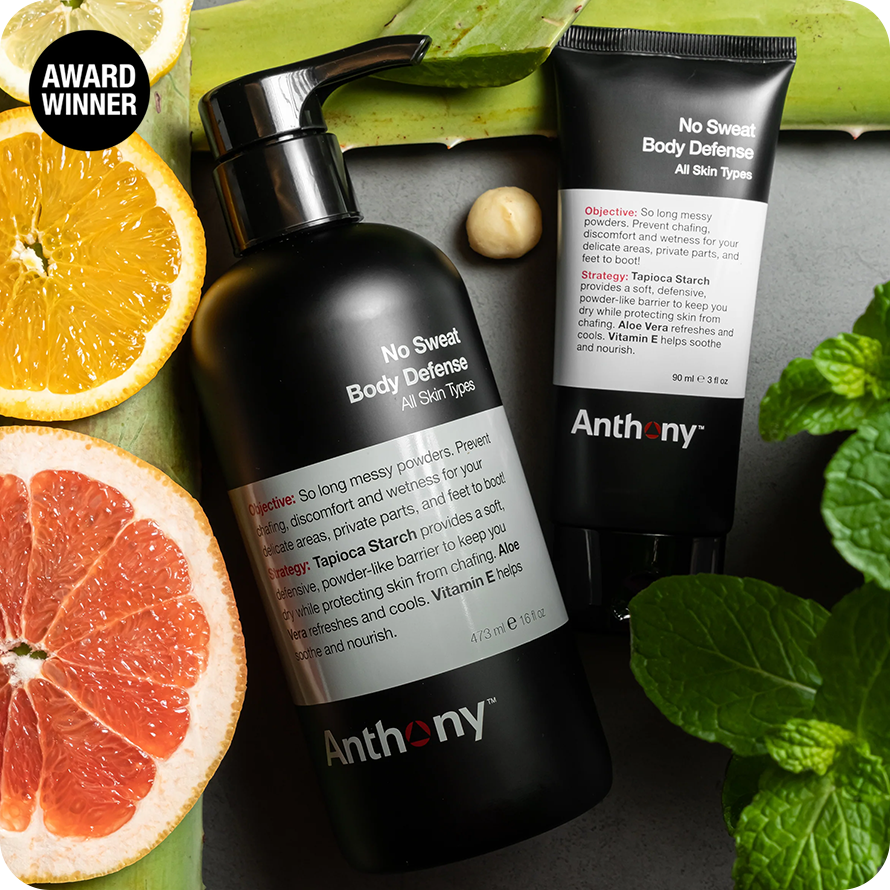 AWARD
WINNER
No Sweat
Body Defense
All Skin Types
Objective: So long messy
powders. Prevent chafing,
discomfort and wetness for your
delicate areas, private parts, and
feet to boot!
Strategy: Tapioca Starch
provides a soft, defensive,
powder-like barrier to keep you
dry while protecting skin from
chafing. Aloe Vera refreshes and
cools. Vitamin E helps soothe
and nourish.
90 ml ℮ 3 fl oz
Anthony™
No Sweat
Body Defense
All Skin Types
Objective: So long messy powders. Prevent
chafing, discomfort and wetness for your
delicate areas, private parts, and feet to boot!
Strategy: Tapioca Starch provides a soft,
defensive, powder-like barrier to keep you
dry while protecting skin from chafing. Aloe
Vera refreshes and cools. Vitamin E helps
soothe and nourish.
473 ml ℮ 16 fl oz
Anthony™